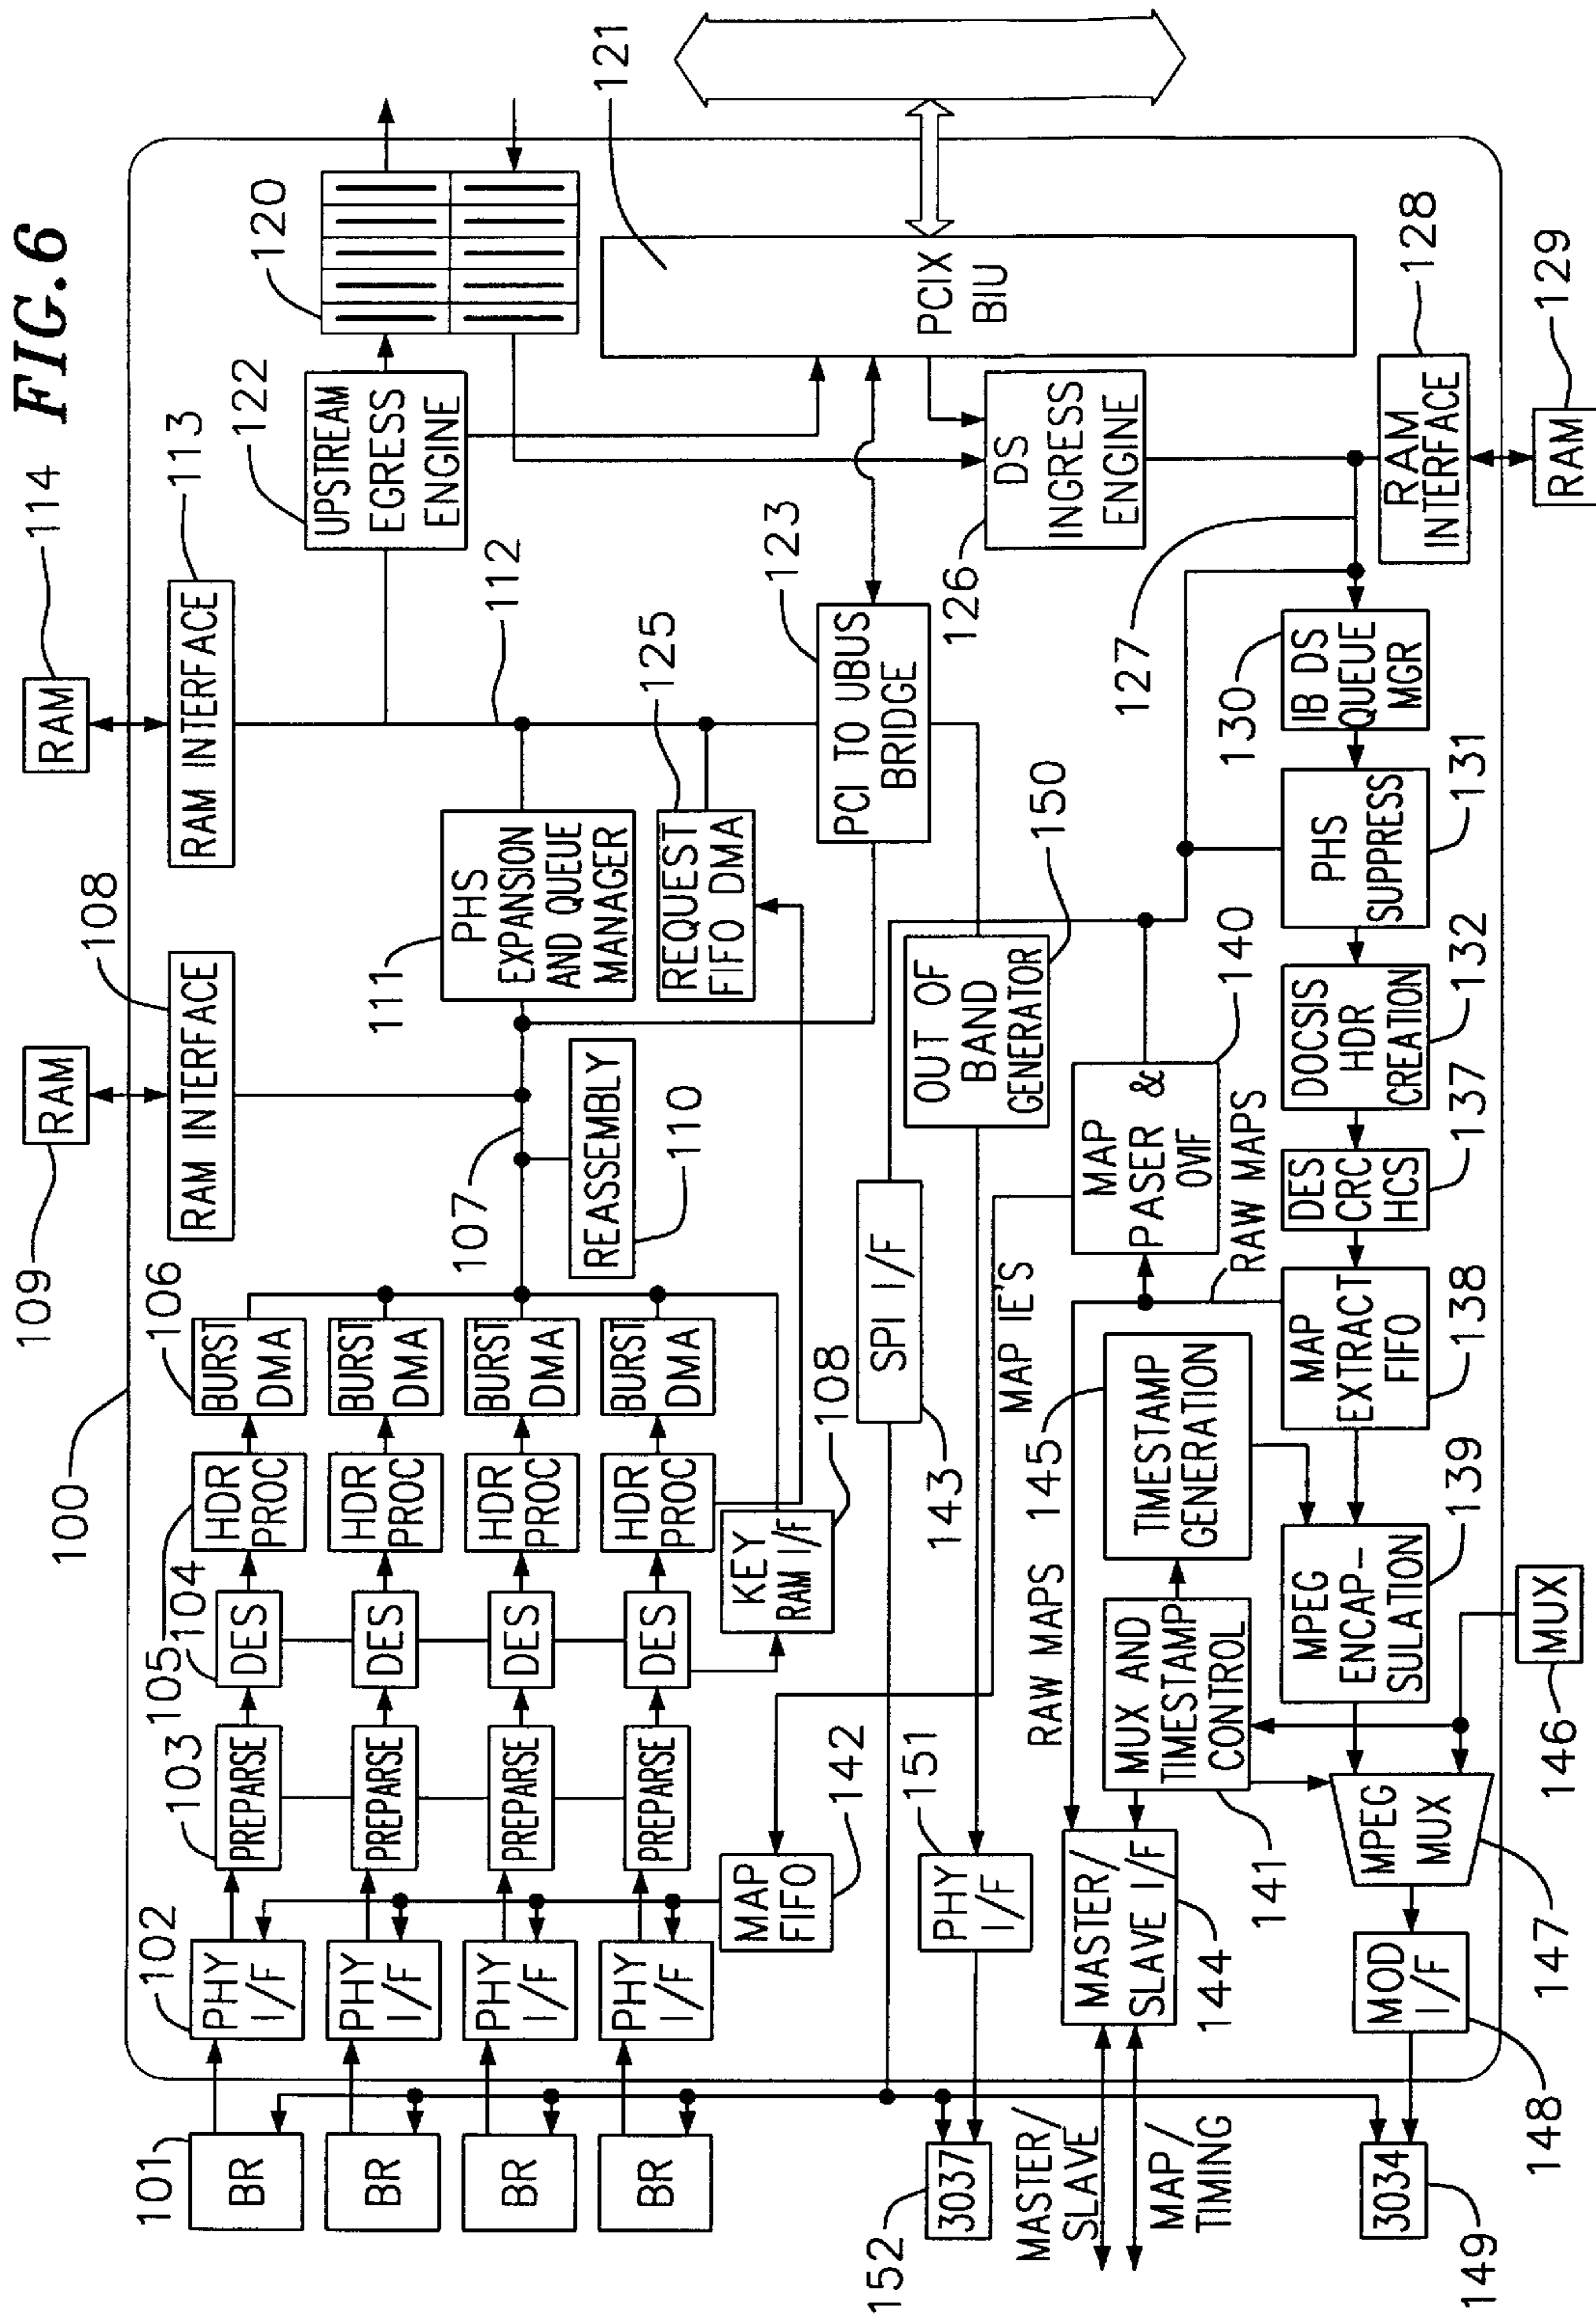 FIG.6
100
101
BR
BR
BR
BR
102
PHY
I/F
PHY
I/F
PHY
I/F
PHY
I/F
103
PREPARSE
PREPARSE
PREPARSE
PREPARSE
104
DES
DES
DES
DES
105
HDR
PROC
HDR
PROC
HDR
PROC
HDR
PROC
106
BURST
DMA
BURST
DMA
BURST
DMA
BURST
DMA
107
109
RAM
108
RAM INTERFACE
114
RAM
113
RAM INTERFACE
REASSEMBLY
110
111
PHS
EXPANSION
AND QUEUE
MANAGER
112
125
REQUEST
FIFO DMA
122
UPSTREAM
EGRESS
ENGINE
120
121
PCIX
BIU
123
PCI TO UBUS
BRIDGE
KEY
RAM I/F
108
MAP
FIFO
142
SPI I/F
143
OUT OF
BAND
GENERATOR
150
126
DS
INGRESS
ENGINE
127
RAM
INTERFACE
128
RAM
129
152
3037
PHY
I/F
151
MAP IE'S
MAP
PASER &
OVIF
140
RAW MAPS
RAW MAPS
MASTER/
SLAVE
MAP/
TIMING
MASTER/
SLAVE I/F
144
MUX AND
TIMESTAMP
CONTROL
141
145
TIMESTAMP
GENERATION
130
IB DS
QUEUE
MGR
PHS
SUPPRESS
131
DOCSIS
HDR
CREATION
132
DES
CRC
HCS
137
MAP
EXTRACT
FIFO
138
MPEG
ENCAP-
SULATION
139
MUX
146
MPEG
MUX
147
MOD
I/F
148
3034
149